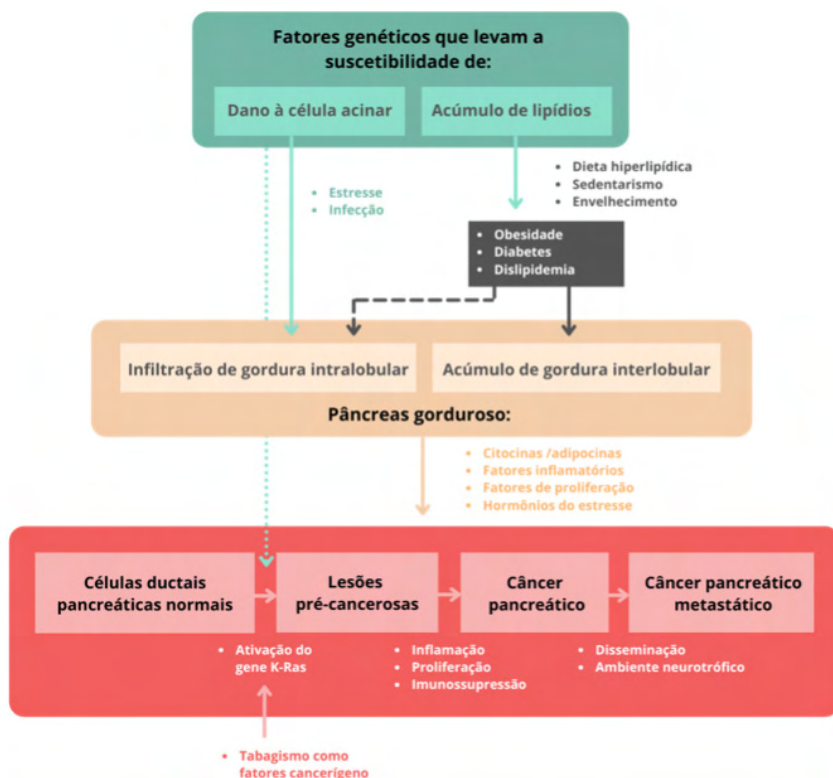 Fatores genéticos que levam a
suscetibilidade de:
Dano à célula acinar
Acúmulo de lipídios
• Estresse
• Infecção
• Dieta hiperlipídica
• Sedentarismo
• Envelhecimento
• Obesidade
• Diabetes
• Dislipidemia
Infiltração de gordura intralobular
Acúmulo de gordura interlobular
Pâncreas gorduroso:
• Citocinas /adipocinas
• Fatores inflamatórios
• Fatores de proliferação
• Hormônios do estresse
Células ductais
pancreáticas normais
Lesões
pré-cancerosas
Câncer
pancreático
Câncer pancreático
metastático
• Ativação do
gene K-Ras
• Inflamação
• Proliferação
• Imunossupressão
• Disseminação
• Ambiente neurotrófico
• Tabagismo como
fatores cancerígeno